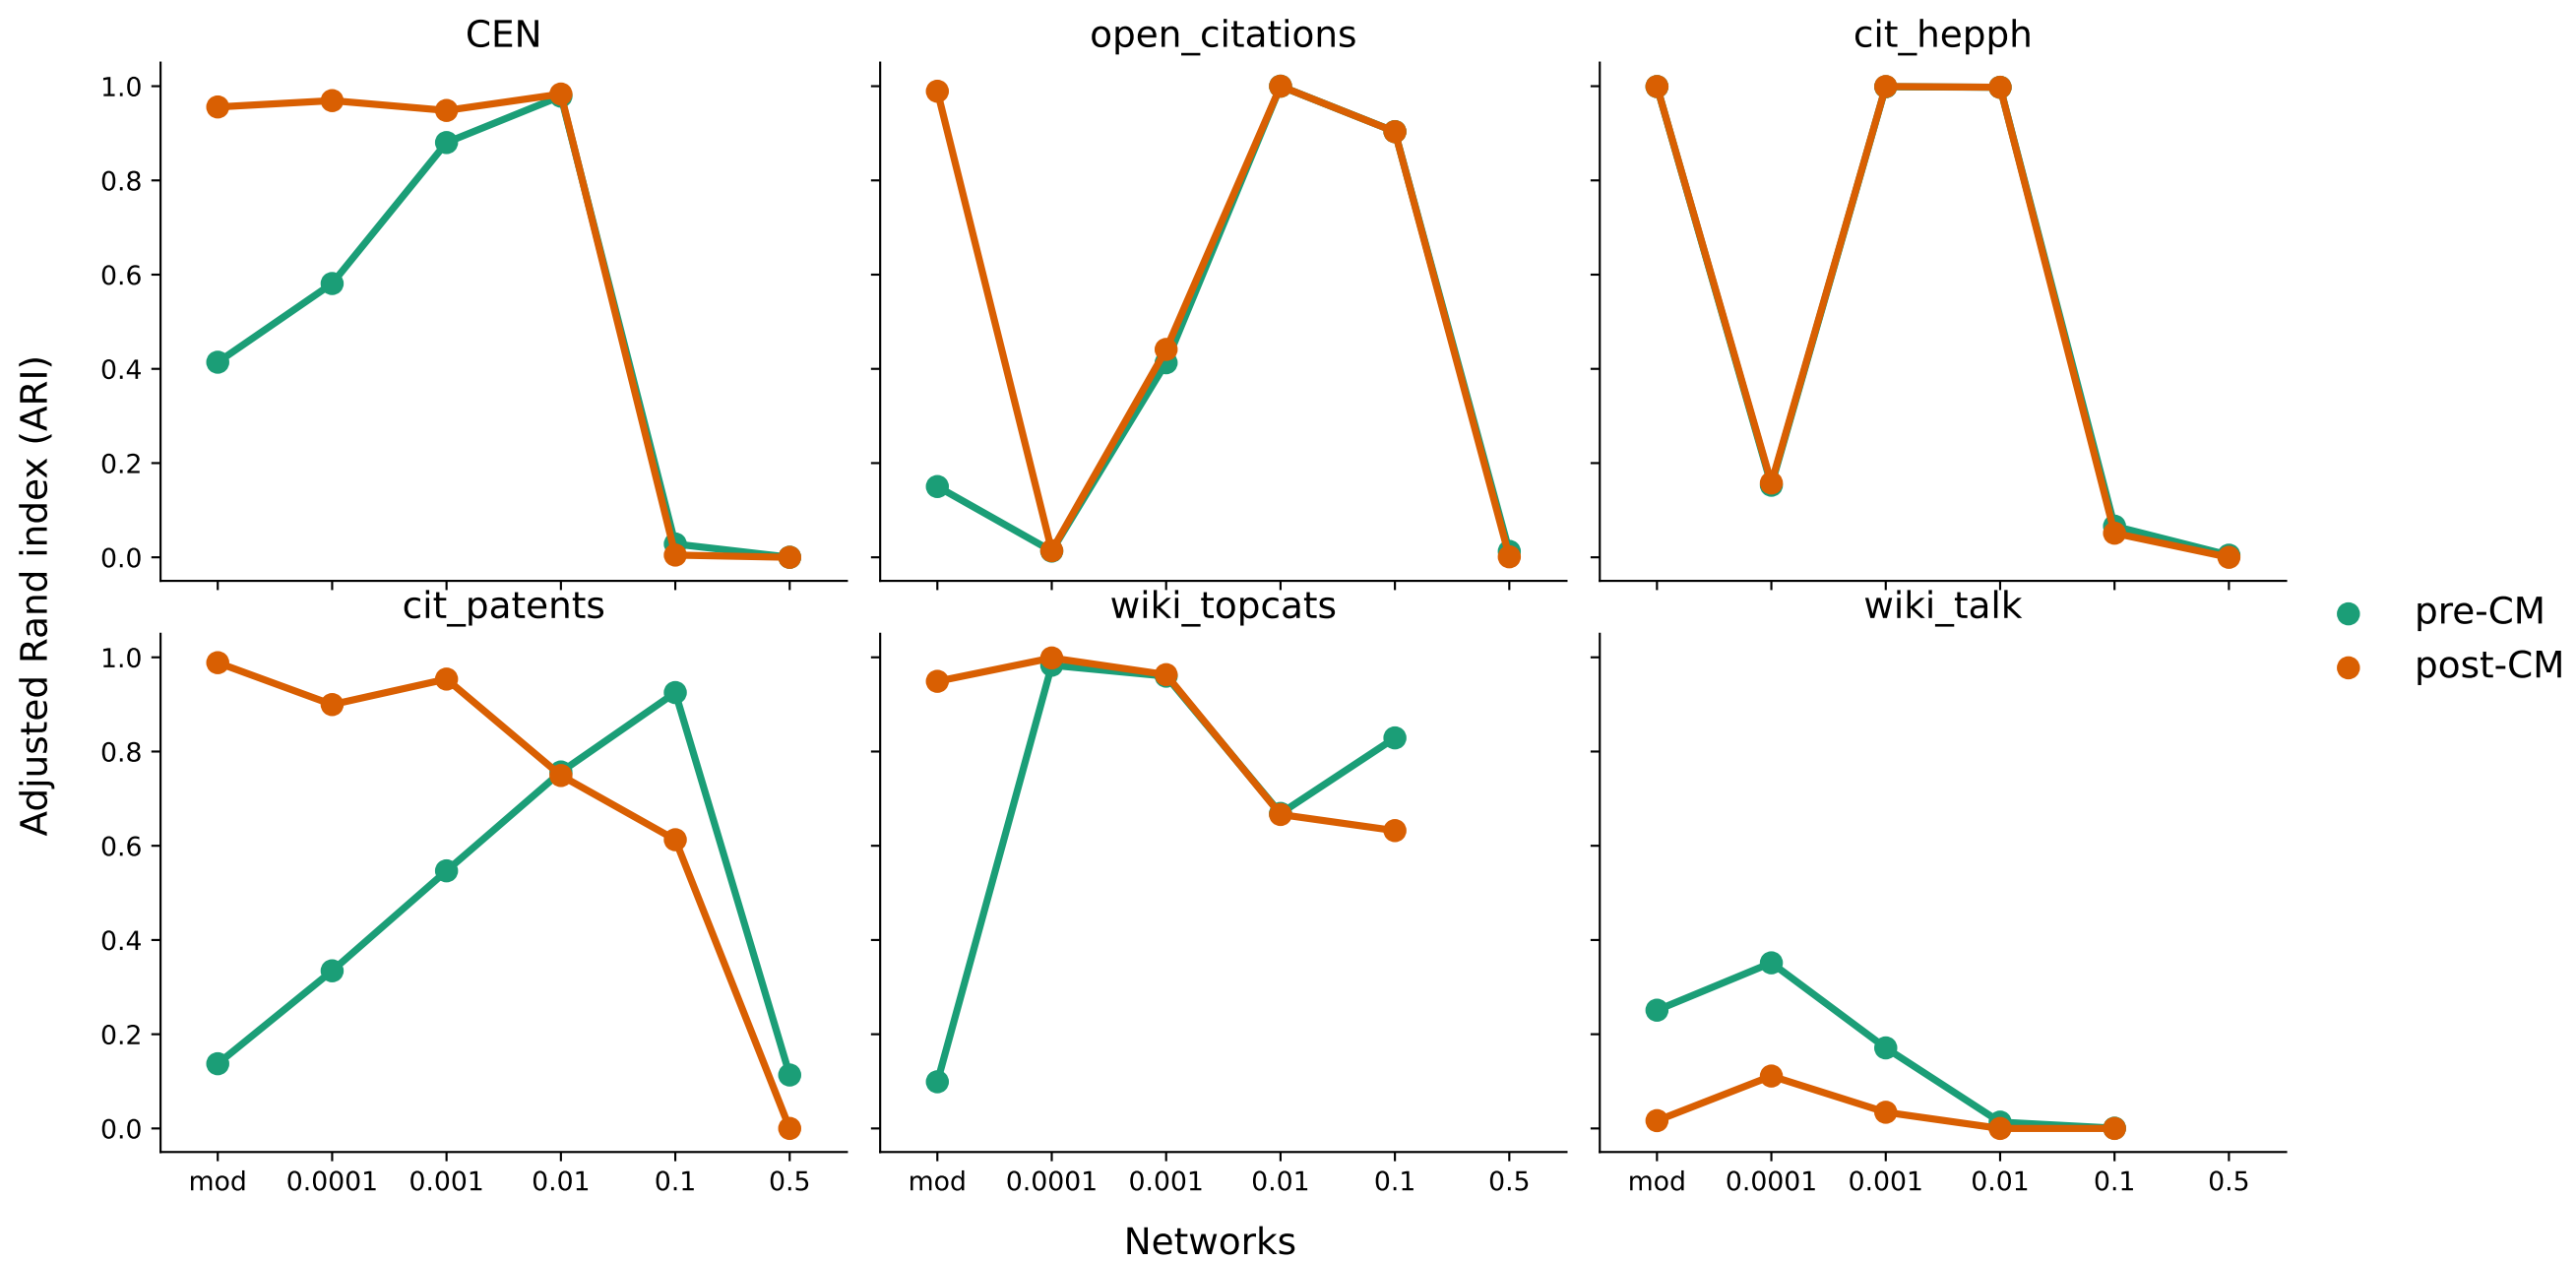 CEN
open_citations
cit_hepph
1.0
0.8
0.6
0.4
0.2
0.0
Adjusted Rand index (ARI)
cit_patents
wiki_topcats
wiki_talk
1.0
0.8
0.6
0.4
0.2
0.0
pre-CM
post-CM
mod 0.0001 0.001 0.01 0.1 0.5
mod 0.0001 0.001 0.01 0.1 0.5
mod 0.0001 0.001 0.01 0.1 0.5
Networks